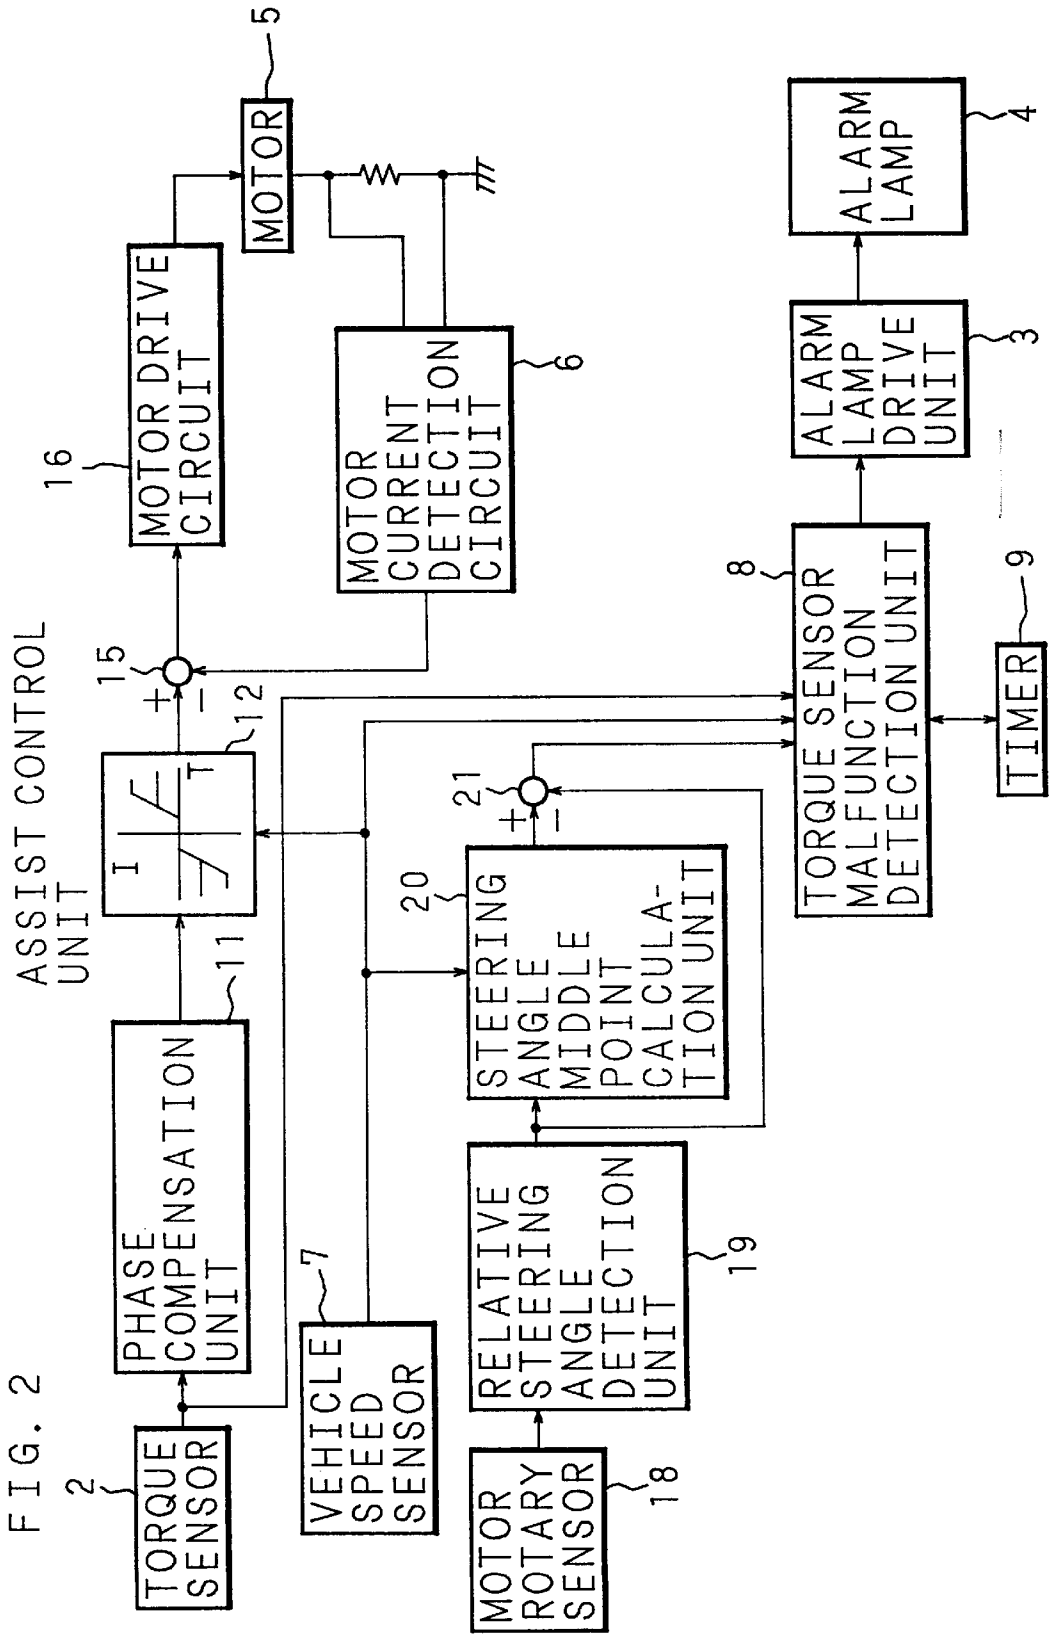 FIG. 2
ASSIST CONTROL
UNIT
2
TORQUE
SENSOR
PHASE
COMPENSATION
UNIT
11
I
T
12
15
+
−
16
MOTOR DRIVE
CIRCUIT
MOTOR
5
MOTOR
CURRENT
DETECTION
CIRCUIT
6
7
VEHICLE
SPEED
SENSOR
MOTOR
ROTARY
SENSOR
18
RELATIVE
STEERING
ANGLE
DETECTION
UNIT
19
20
STEERING
ANGLE
MIDDLE
POINT
CALCULA-
TION UNIT
21
+
−
8
TORQUE SENSOR
MALFUNCTION
DETECTION UNIT
TIMER
9
ALARM
LAMP
DRIVE
UNIT
3
ALARM
LAMP
4